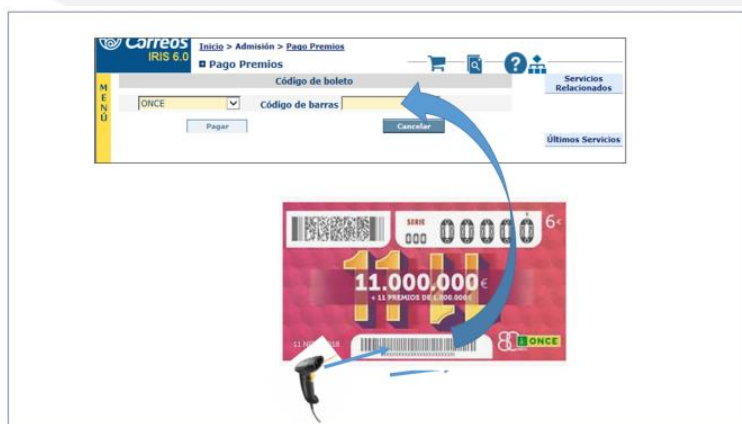 Correos
IRIS 6.0
Inicio > Admisión > Pago Premios
Pago Premios
?
MENÚ
Código de boleto
Servicios
Relacionados
ONCE
Código de barras
Pagar
Cancelar
Últimos Servicios
SERIE
000
00000
6€
11
11.000.000€
+ 11 PREMIOS DE 1.000.000€
80
ONCE